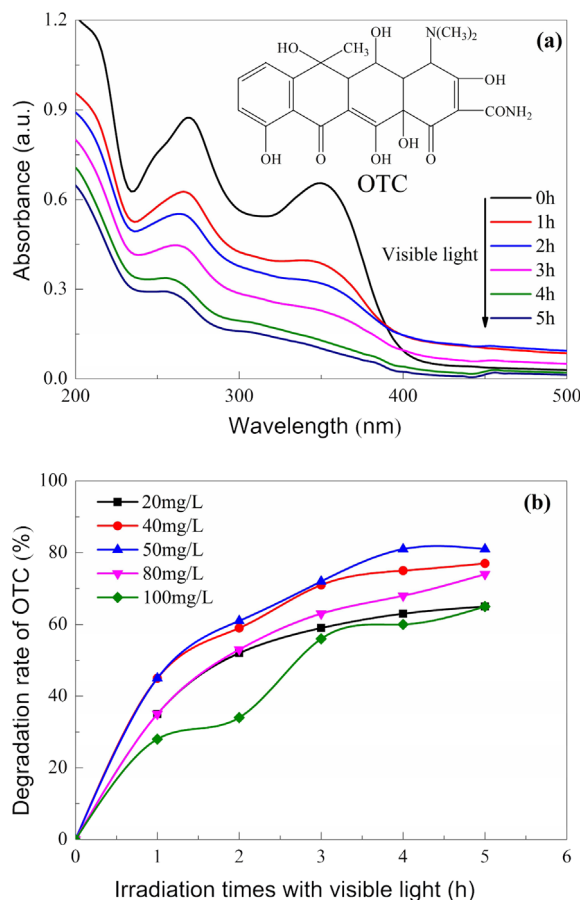 (a)
1.2
0.9
0.6
0.3
0.0
Absorbance (a.u.)
HO
CH3
OH
N(CH3)2
OH
CONH2
OH
O
OH
OH
O
OTC
Visible light
0h
1h
2h
3h
4h
5h
200
300
400
500
Wavelength (nm)
(b)
100
80
60
40
20
0
Degradation rate of OTC (%)
20mg/L
40mg/L
50mg/L
80mg/L
100mg/L
0
1
2
3
4
5
6
Irradiation times with visible light (h)